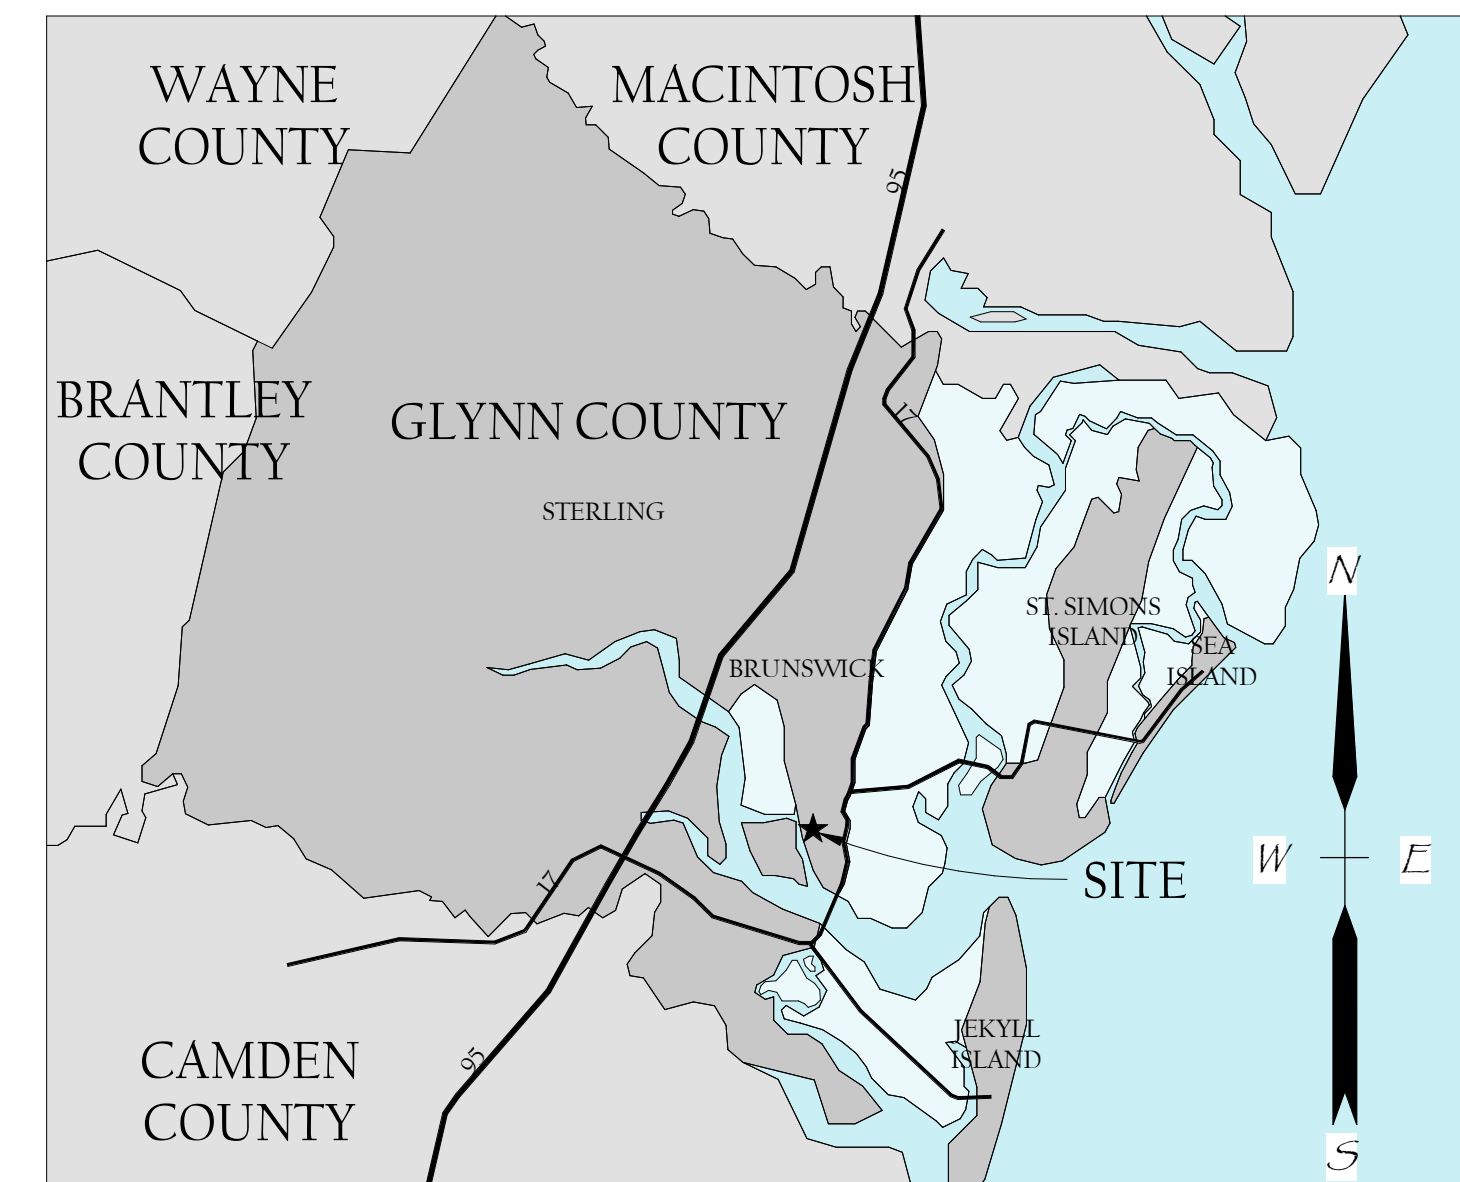 WAYNE
COUNTY
MACINTOSH
COUNTY
95
BRANTLEY
COUNTY
GLYNN COUNTY
17
STERLING
N
ST. SIMONS
ISLAND
SEA
ISLAND
BRUNSWICK
W
E
SITE
17
JEKYLL
ISLAND
CAMDEN
COUNTY
95
S